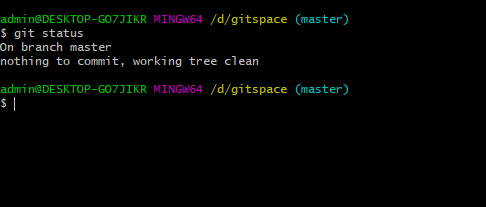 admin@DESKTOP-GO7JIKR MINGW64 /d/gitspace (master)
$ git status
On branch master
nothing to commit, working tree clean
admin@DESKTOP-GO7JIKR MINGW64 /d/gitspace (master)
$